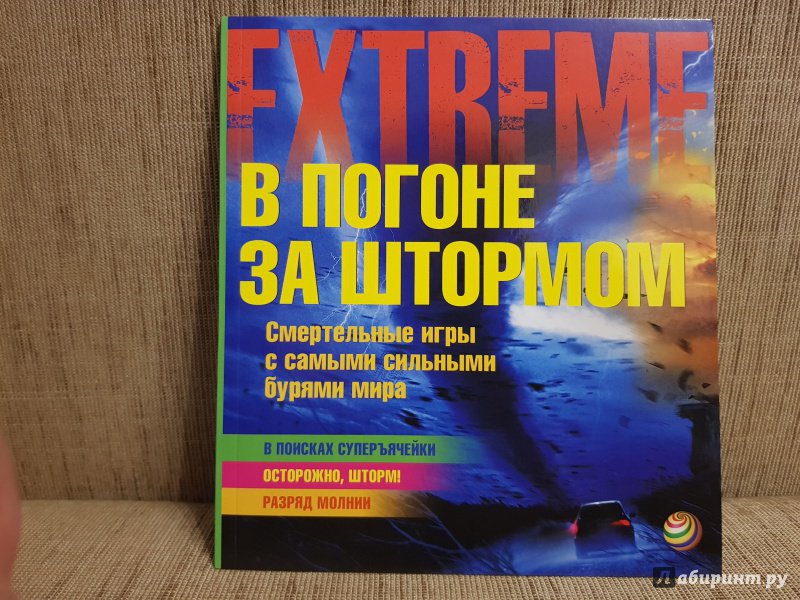 EXTREME
В ПОГОНЕ
ЗА ШТОРМОМ
Смертельные игры
с самыми сильными
бурями мира
В ПОИСКАХ СУПЕРЪЯЧЕЙКИ
ОСТОРОЖНО, ШТОРМ!
РАЗРЯД МОЛНИИ
Лабиринт.ру